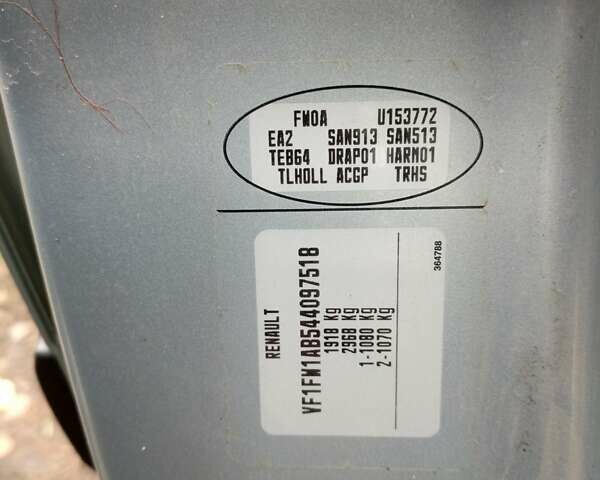 FW0A U153772
EA2 SAN913 SAN513
TEB64 DRAP01 HARM01
TLHOLL ACGP TRHS
RENAULT
VF1FW1AB544097518
1918 Kg
2968 Kg
1-1080 Kg
2-1070 Kg
364788